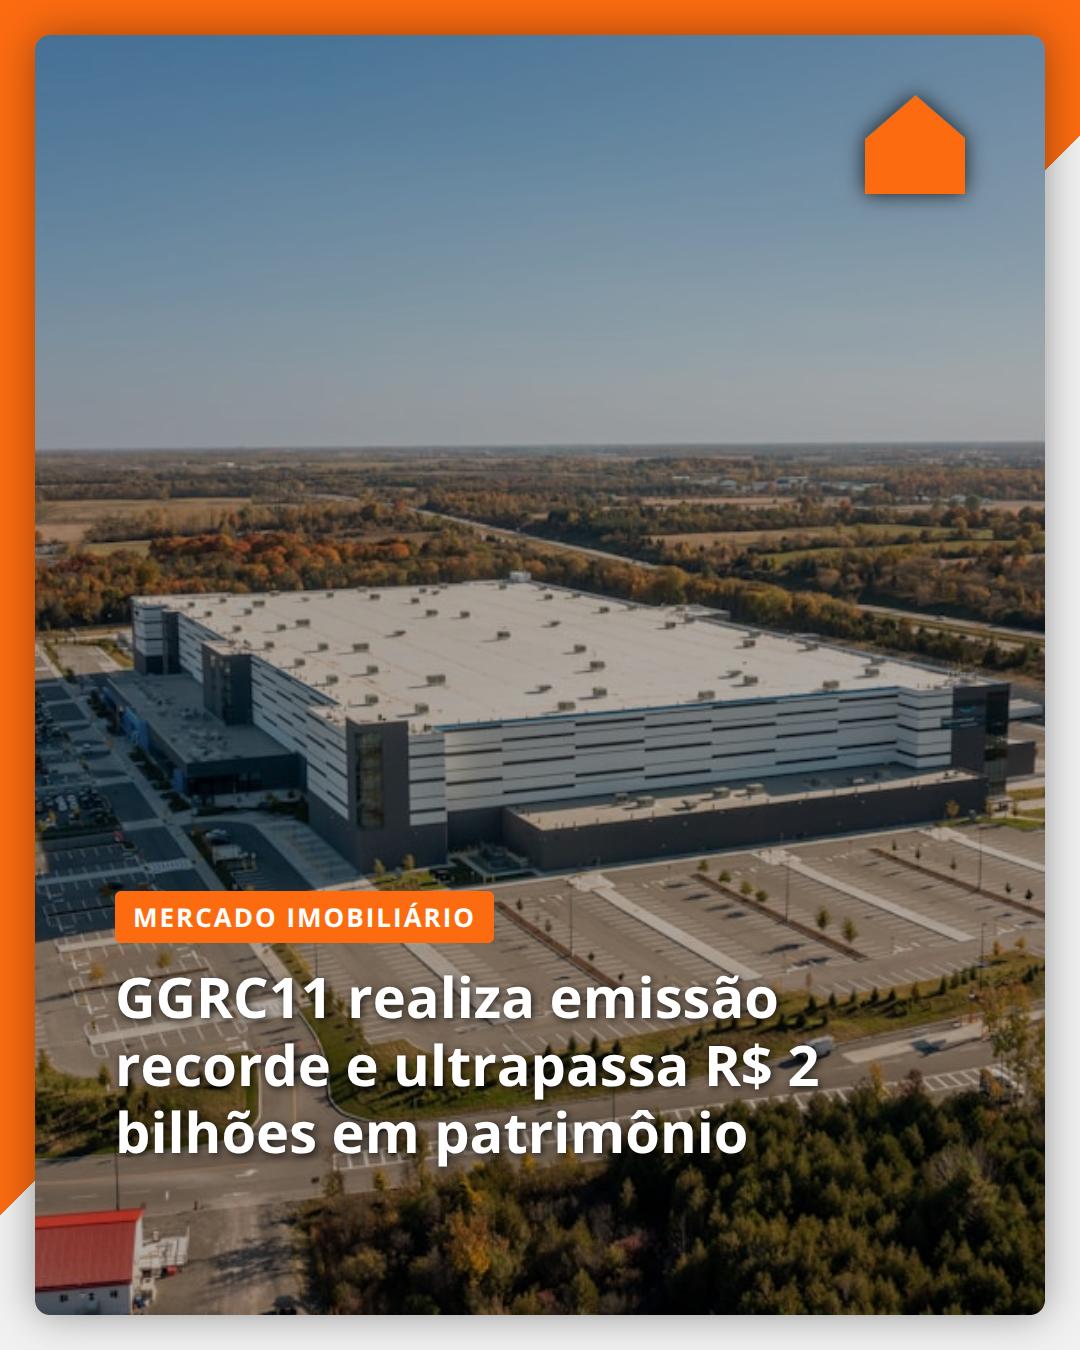 MERCADO IMOBILIÁRIO
GGRC11 realiza emissão
recorde e ultrapassa R$ 2
bilhões em patrimônio